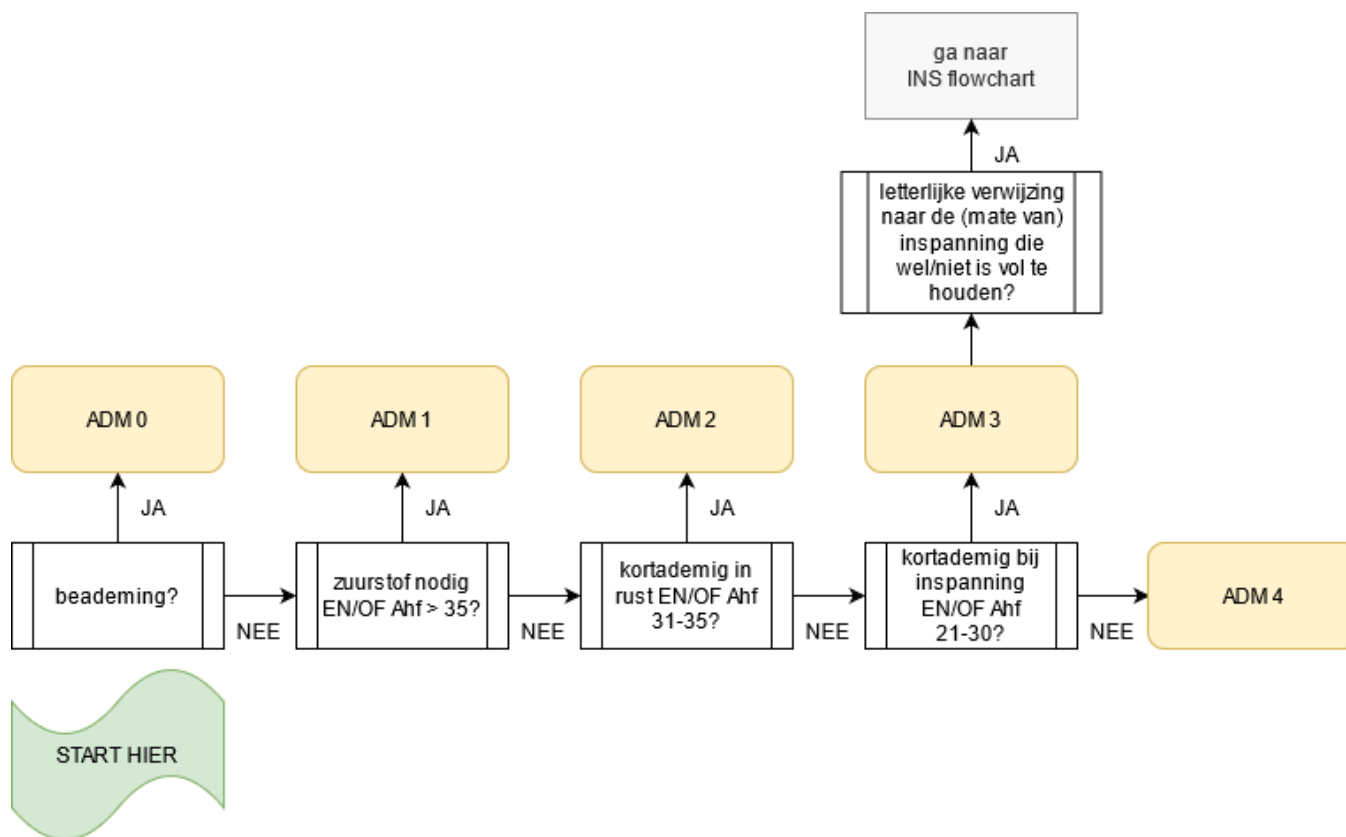 ga naar
INS flowchart
JA
letterlijke verwijzing
naar de (mate van)
inspanning die
wel/niet is vol te
houden?
ADM 0
ADM 1
ADM 2
ADM 3
JA
JA
JA
JA
beademing?
NEE
zuurstof nodig
EN/OF Ahf > 35?
NEE
kortademig in
rust EN/OF Ahf
31-35?
NEE
kortademig bij
inspanning
EN/OF Ahf
21-30?
NEE
ADM 4
START HIER